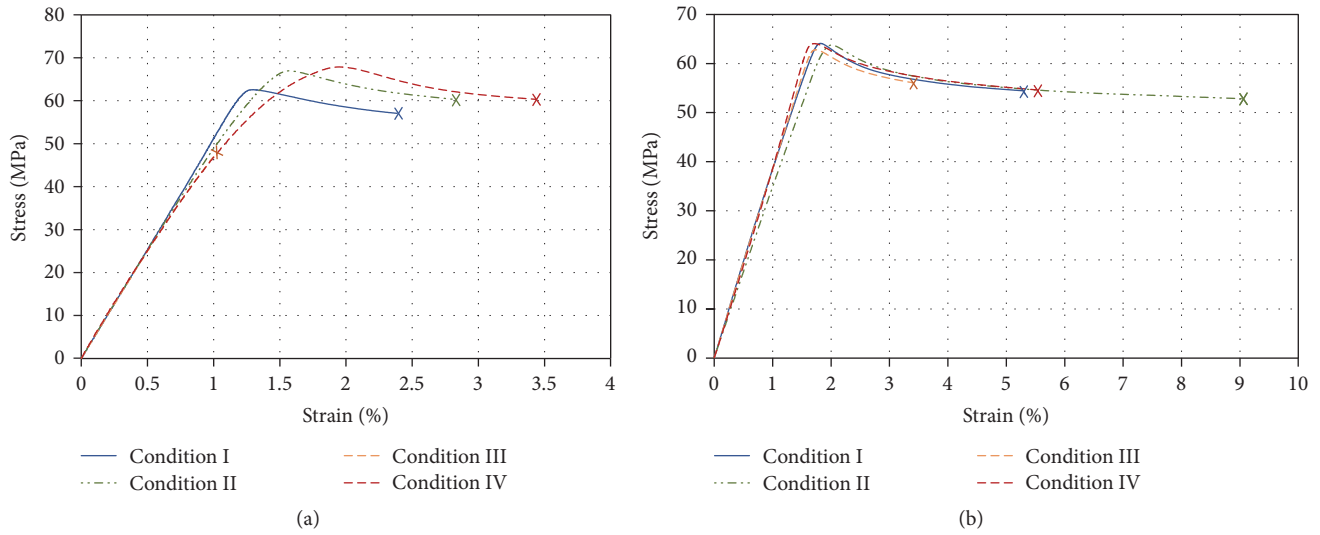 80
70
60
50
40
30
20
10
0
Stress (MPa)
0 0.5 1 1.5 2 2.5 3 3.5 4
Strain (%)
Condition I
Condition II
Condition III
Condition IV
(a)
70
60
50
40
30
20
10
0
Stress (MPa)
0 1 2 3 4 5 6 7 8 9 10
Strain (%)
Condition I
Condition II
Condition III
Condition IV
(b)